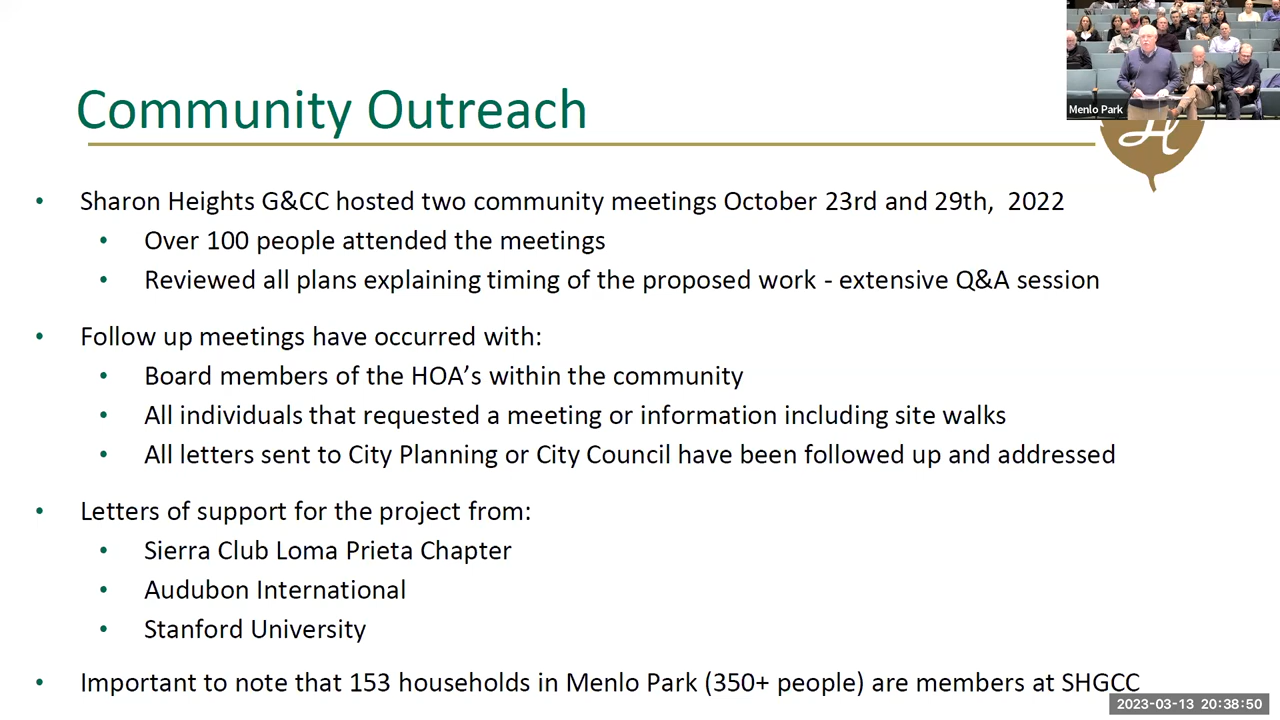 Community Outreach
Menlo Park
H
• Sharon Heights G&CC hosted two community meetings October 23rd and 29th, 2022
• Over 100 people attended the meetings
• Reviewed all plans explaining timing of the proposed work - extensive Q&A session
• Follow up meetings have occurred with:
• Board members of the HOA’s within the community
• All individuals that requested a meeting or information including site walks
• All letters sent to City Planning or City Council have been followed up and addressed
• Letters of support for the project from:
• Sierra Club Loma Prieta Chapter
• Audubon International
• Stanford University
• Important to note that 153 households in Menlo Park (350+ people) are members at SHGCC
2023-03-13 20:38:50